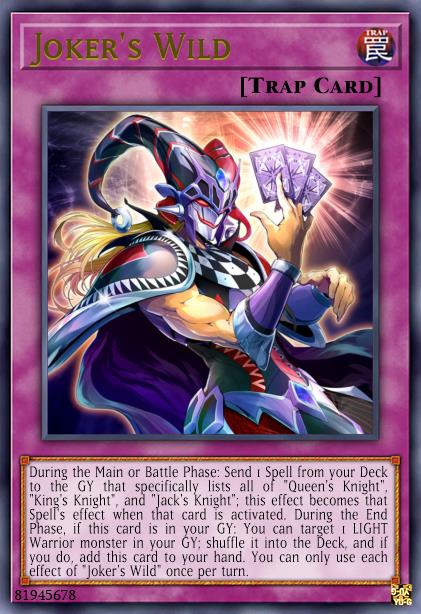 Joker's Wild
TRAP
罠
[Trap Card]
During the Main or Battle Phase: Send 1 Spell from your Deck
to the GY that specifically lists all of "Queen's Knight",
"King's Knight", and "Jack's Knight"; this effect becomes that
Spell's effect when that card is activated. During the End
Phase, if this card is in your GY: You can target 1 LIGHT
Warrior monster in your GY; shuffle it into the Deck, and if
you do, add this card to your hand. You can only use each
effect of "Joker's Wild" once per turn.
81945678